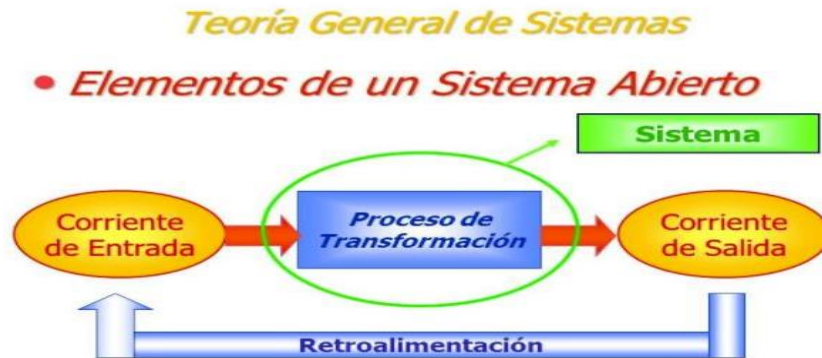 Teoría General de Sistemas
• Elementos de un Sistema Abierto
Sistema
Corriente
de Entrada
Proceso de
Transformación
Corriente
de Salida
Retroalimentación